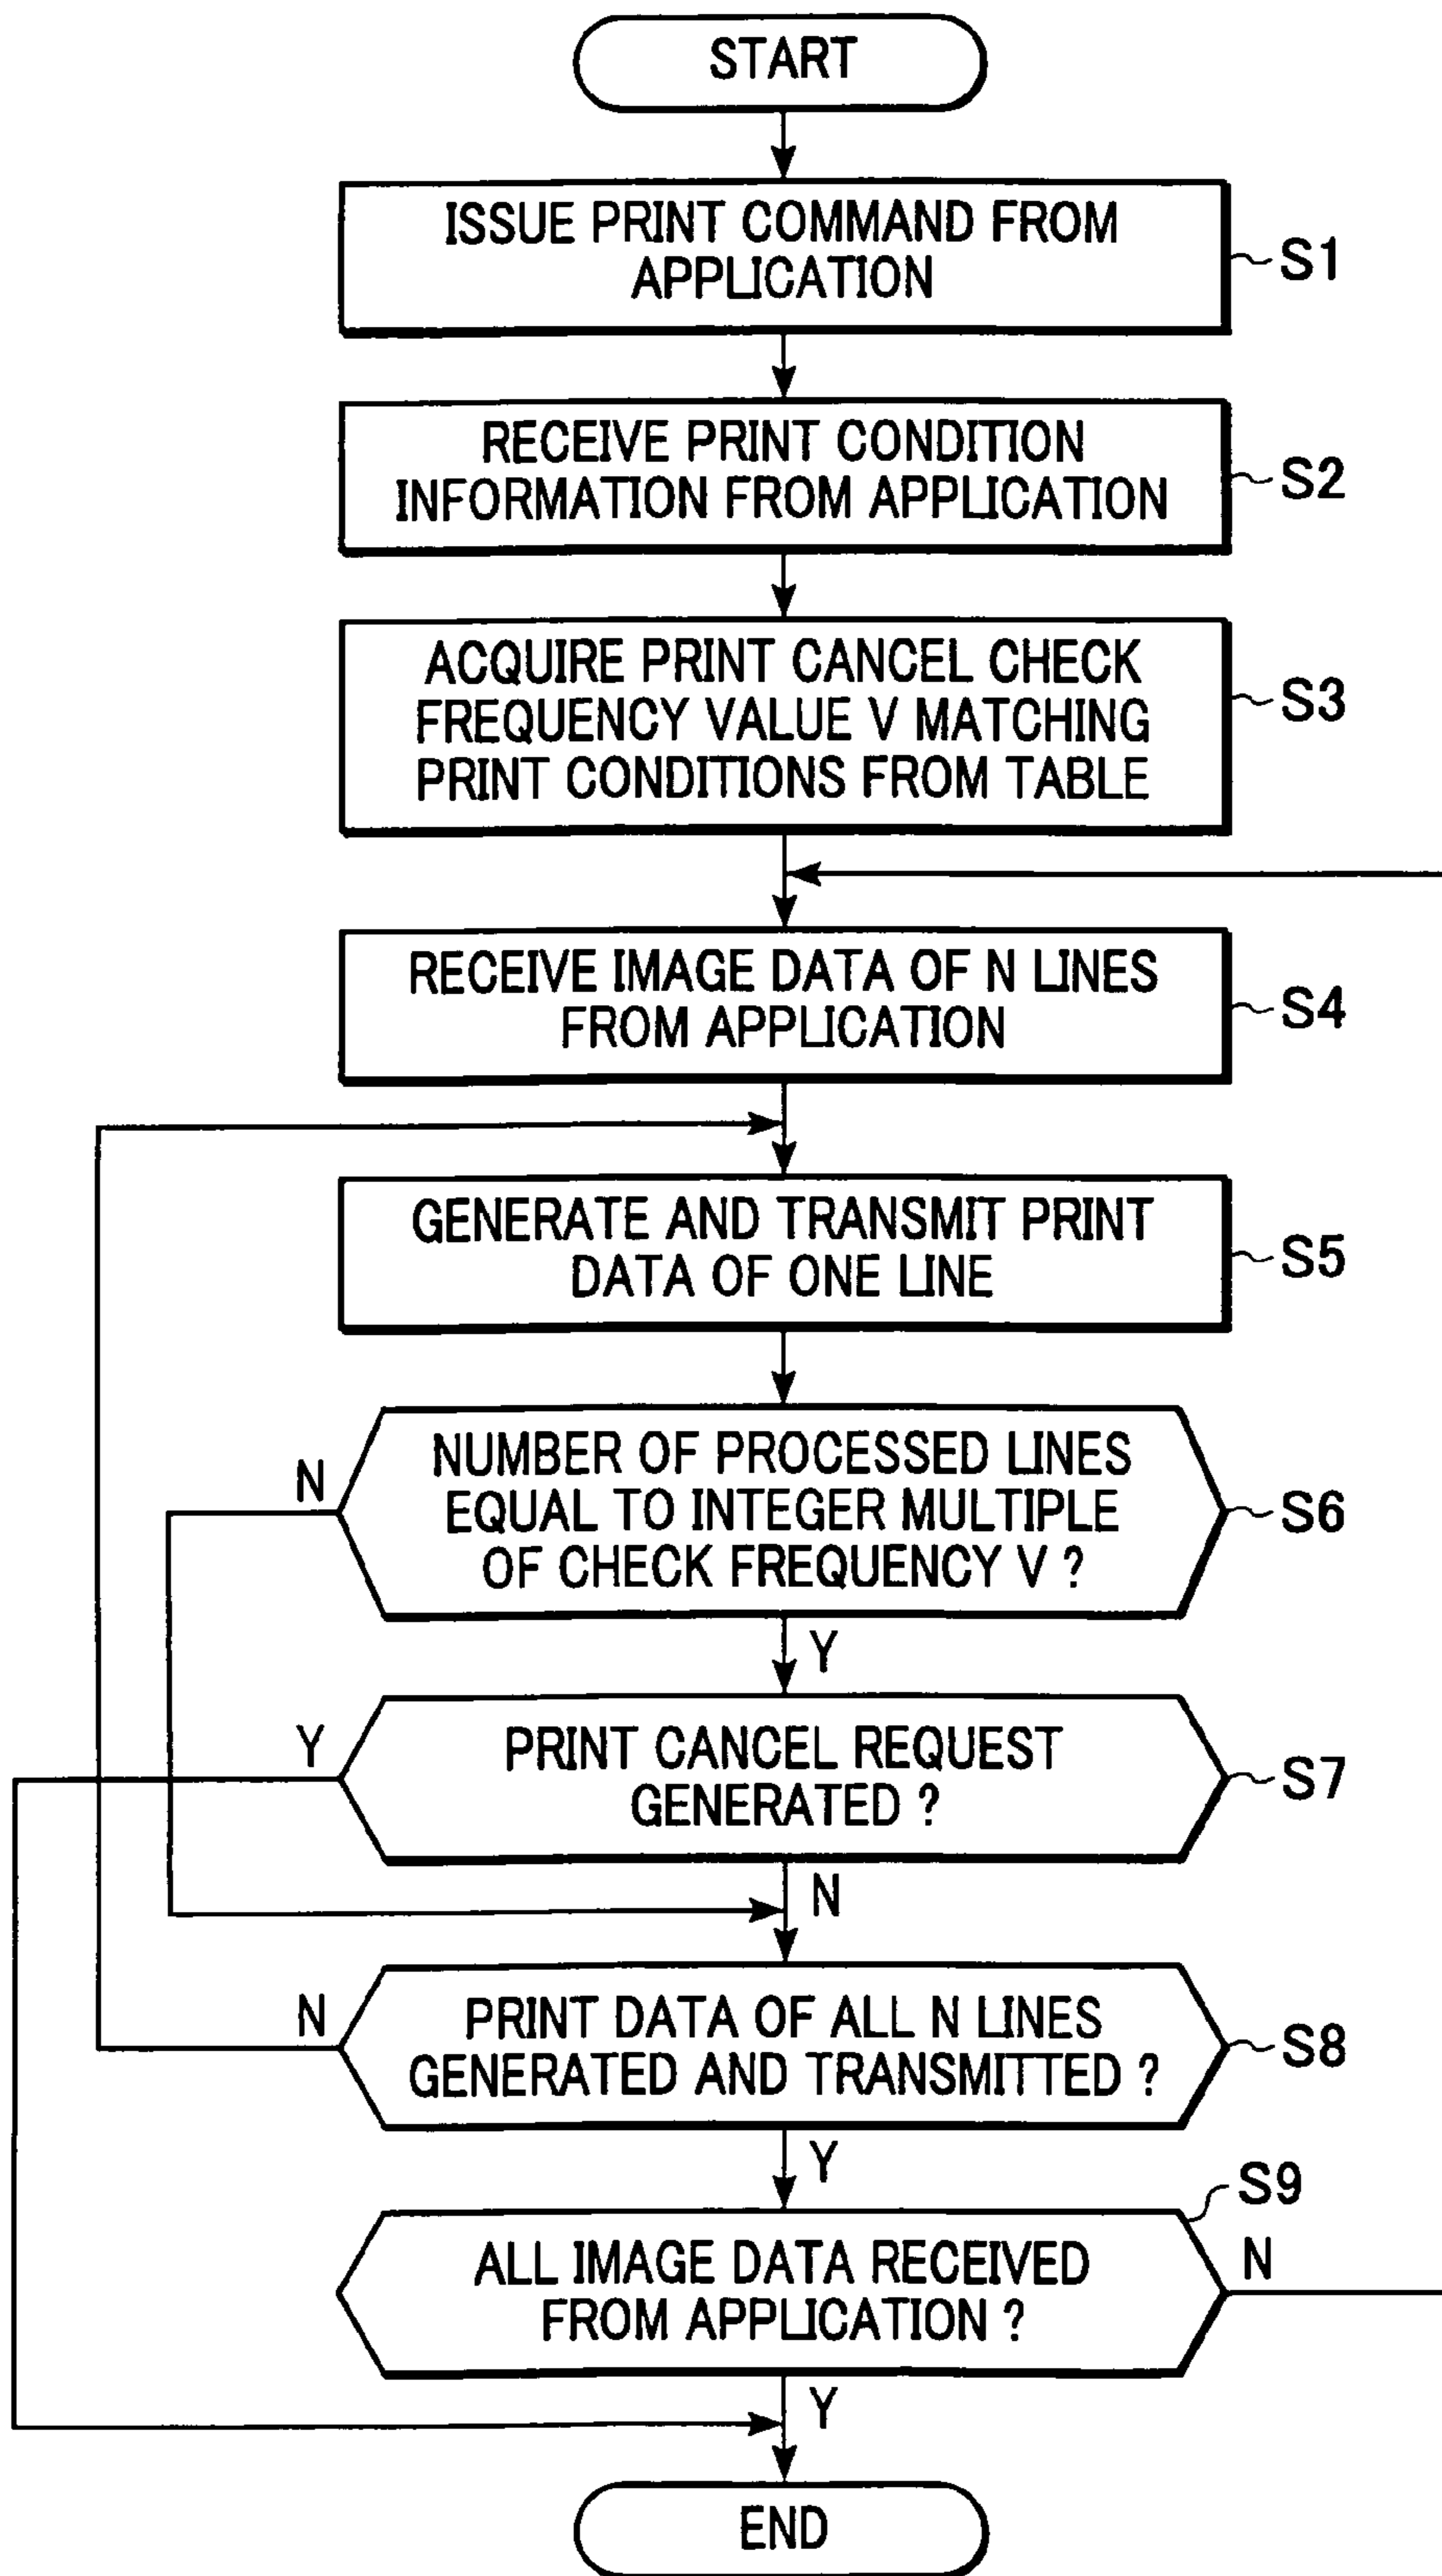 START
ISSUE PRINT COMMAND FROM
APPLICATION
S1
RECEIVE PRINT CONDITION
INFORMATION FROM APPLICATION
S2
ACQUIRE PRINT CANCEL CHECK
FREQUENCY VALUE V MATCHING
PRINT CONDITIONS FROM TABLE
S3
RECEIVE IMAGE DATA OF N LINES
FROM APPLICATION
S4
GENERATE AND TRANSMIT PRINT
DATA OF ONE LINE
S5
N
NUMBER OF PROCESSED LINES
EQUAL TO INTEGER MULTIPLE
OF CHECK FREQUENCY V ?
S6
Y
Y
PRINT CANCEL REQUEST
GENERATED ?
S7
N
N
PRINT DATA OF ALL N LINES
GENERATED AND TRANSMITTED ?
S8
Y
S9
ALL IMAGE DATA RECEIVED
FROM APPLICATION ?
N
Y
END